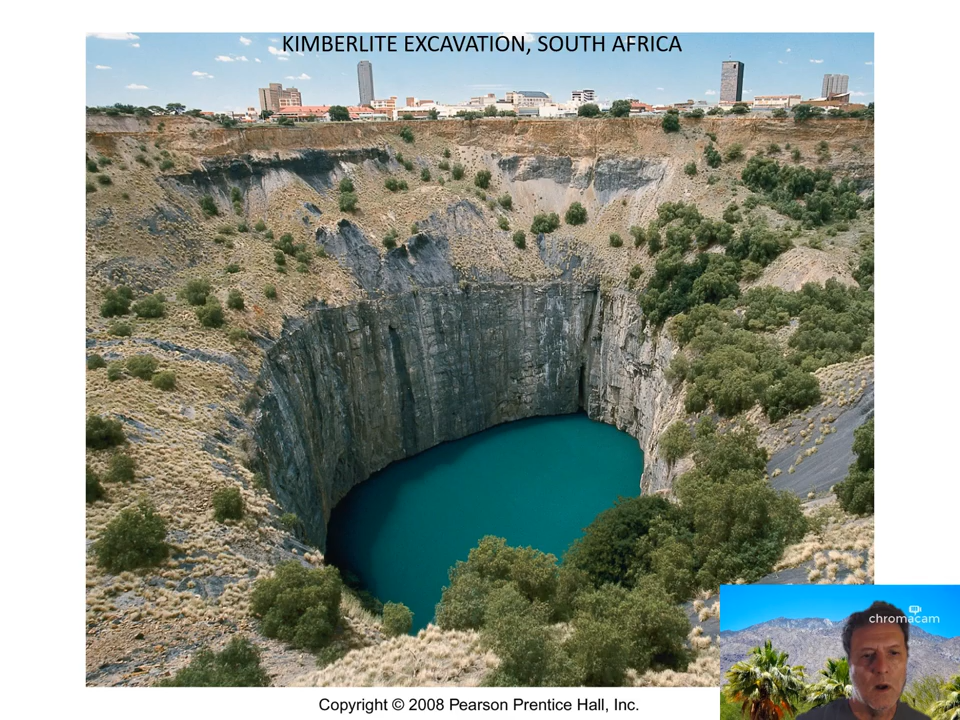 KIMBERLITE EXCAVATION, SOUTH AFRICA
chromacam
Copyright © 2008 Pearson Prentice Hall, Inc.